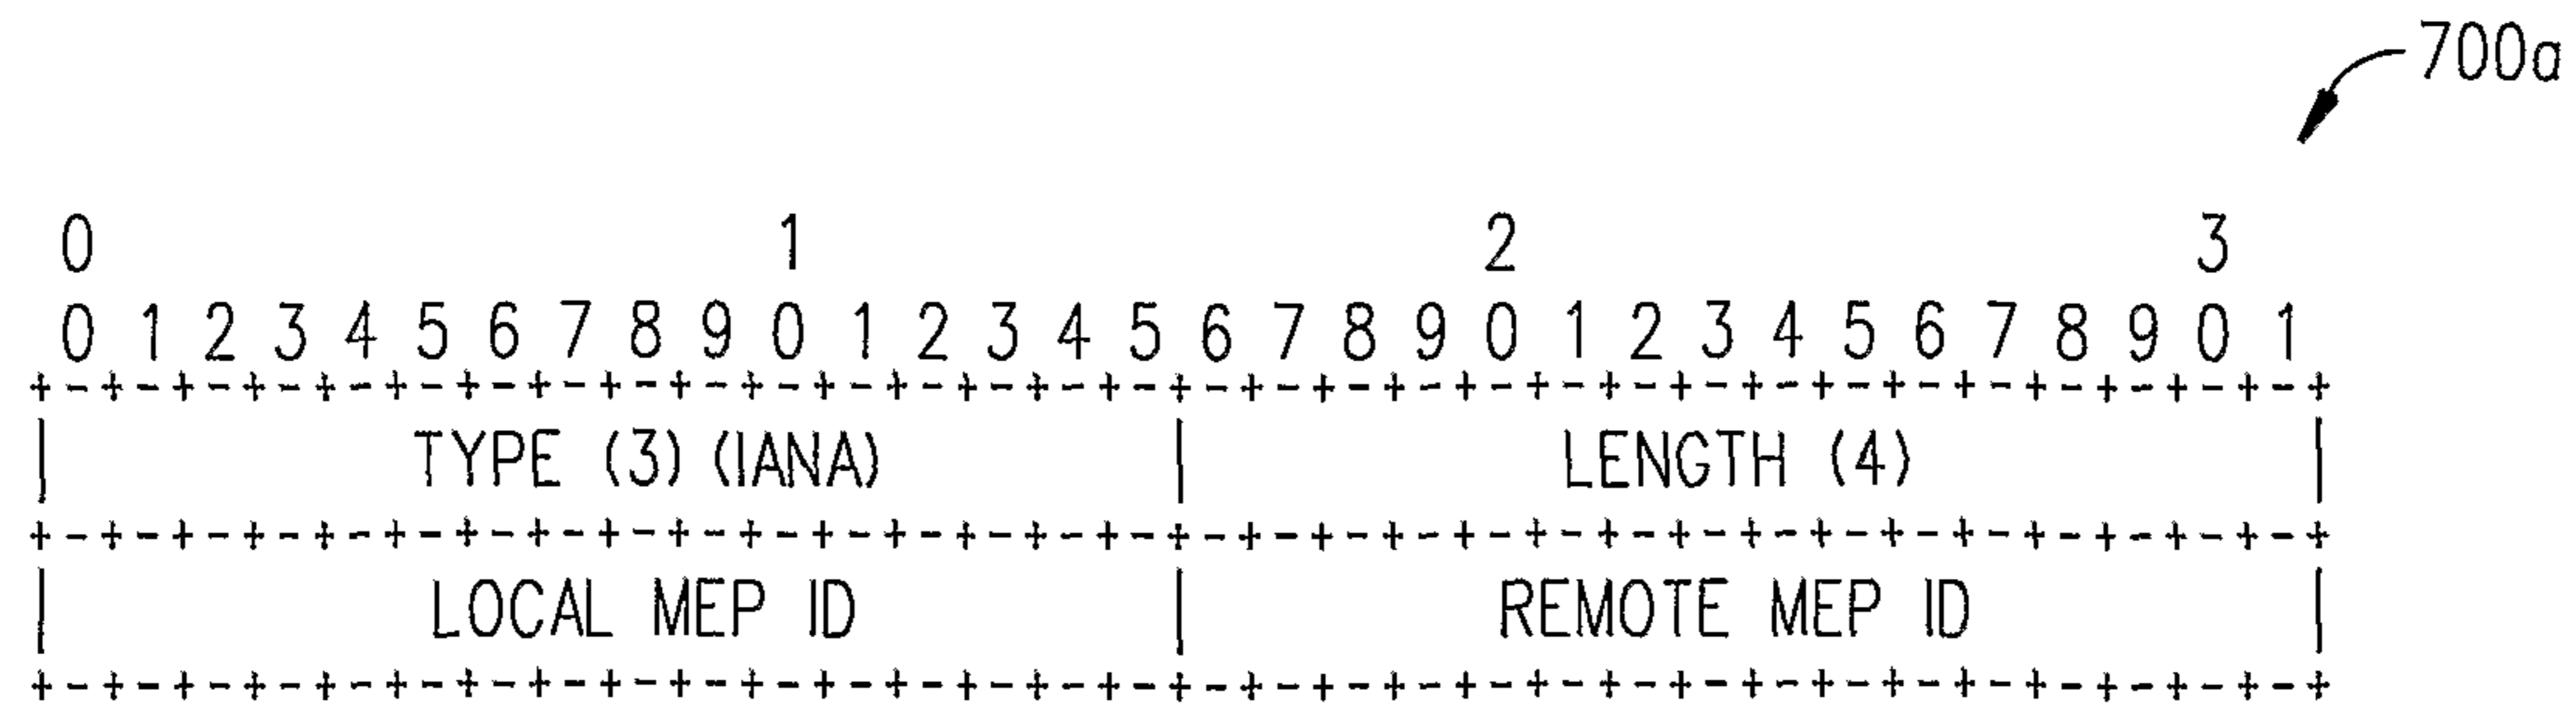 700a
0 1 2 3
0 1 2 3 4 5 6 7 8 9 0 1 2 3 4 5 6 7 8 9 0 1 2 3 4 5 6 7 8 9 0 1
+-+-+-+-+-+-+-+-+-+-+-+-+-+-+-+-+-+-+-+-+-+-+-+-+-+-+-+-+-+-+-+-+
| TYPE (3) (IANA) | LENGTH (4) |
+-+-+-+-+-+-+-+-+-+-+-+-+-+-+-+-+-+-+-+-+-+-+-+-+-+-+-+-+-+-+-+-+
| LOCAL MEP ID | REMOTE MEP ID |
+-+-+-+-+-+-+-+-+-+-+-+-+-+-+-+-+-+-+-+-+-+-+-+-+-+-+-+-+-+-+-+-+